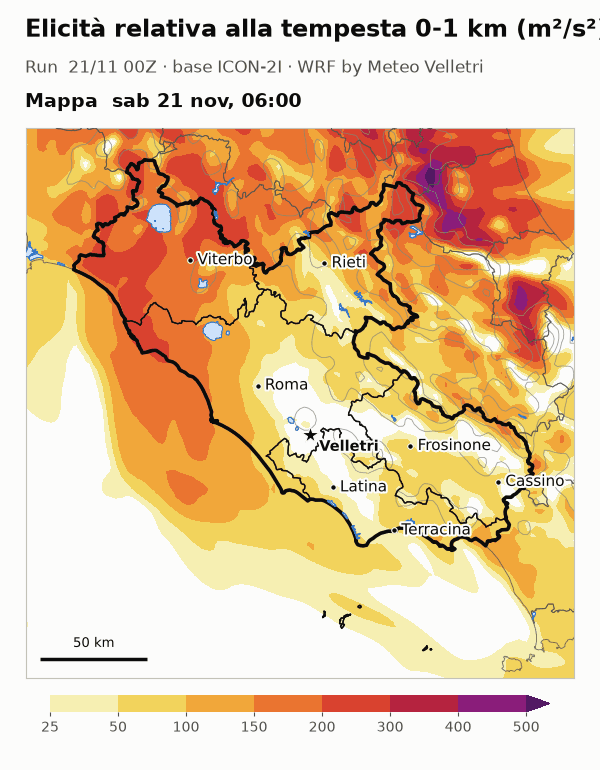 Elicità relativa alla tempesta 0-1 km (m²/s²)
Run 21/11 00Z · base ICON-2I · WRF by Meteo Velletri
Mappa sab 21 nov, 06:00
Viterbo
Rieti
Roma
Velletri
Frosinone
Cassino
Latina
Terracina
50 km
25 50 100 150 200 300 400 500